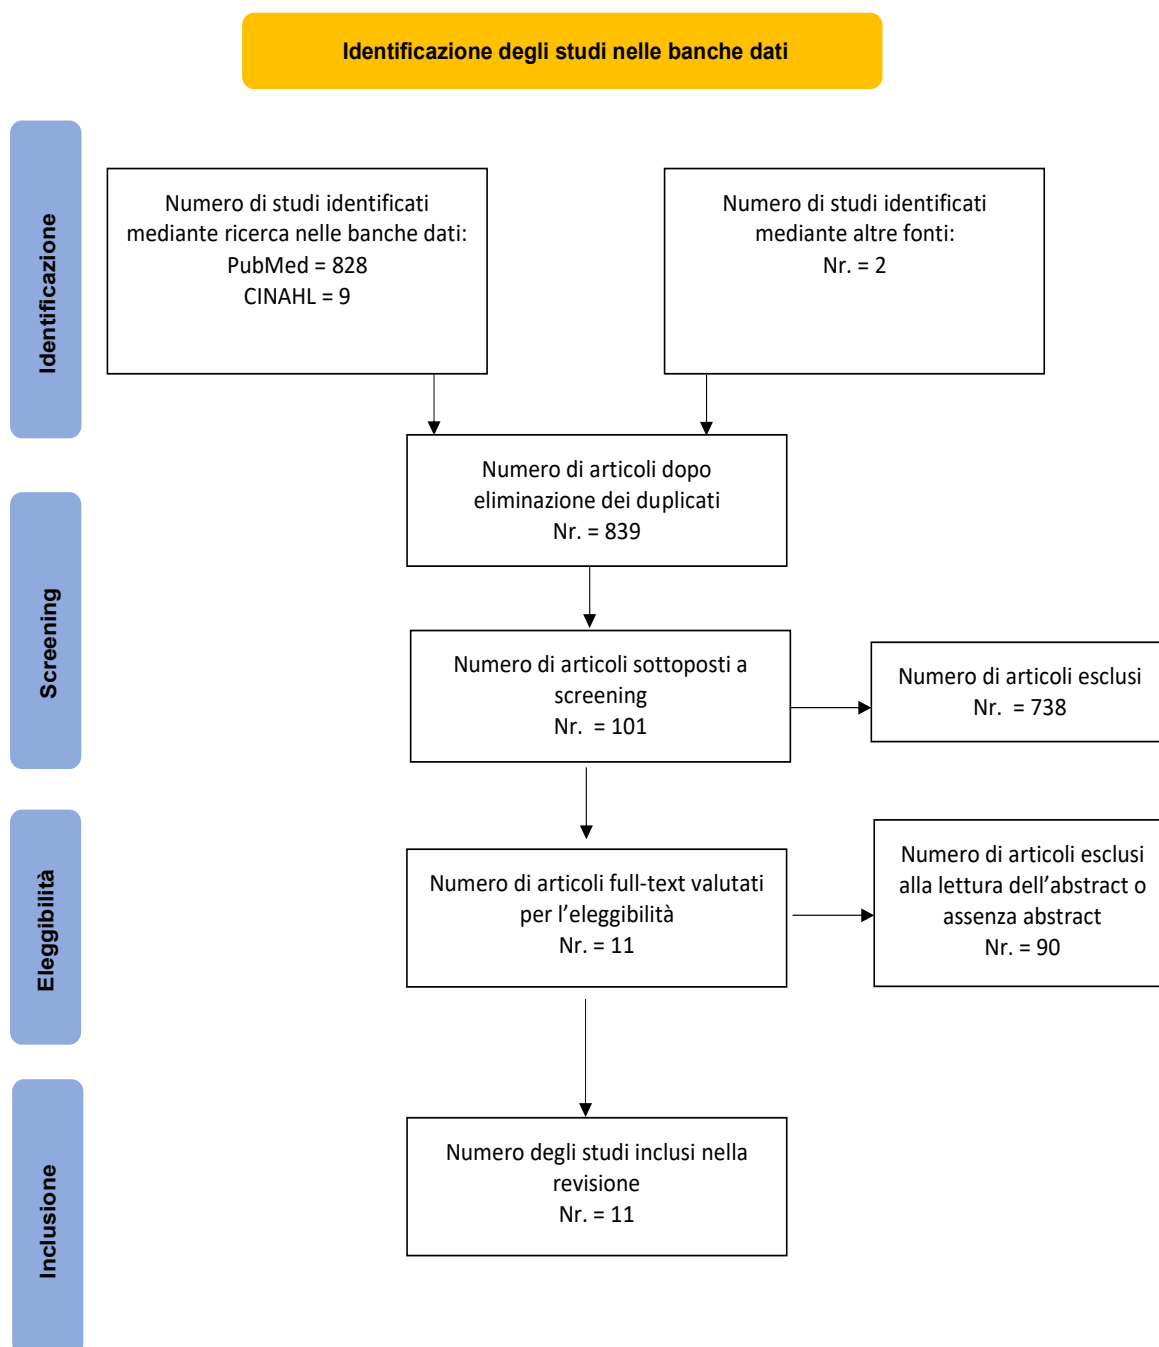 Identificazione degli studi nelle banche dati
Identificazione
Numero di studi identificati
mediante ricerca nelle banche dati:
PubMed = 828
CINAHL = 9
Numero di studi identificati
mediante altre fonti:
Nr. = 2
Numero di articoli dopo
eliminazione dei duplicati
Nr. = 839
Screening
Numero di articoli sottoposti a
screening
Nr.  = 101
Numero di articoli esclusi
Nr.  = 738
Eleggibilità
Numero di articoli full-text valutati
per l’eleggibilità
Nr. = 11
Numero di articoli esclusi
alla lettura dell’abstract o
assenza abstract
Nr. = 90
Inclusione
Numero degli studi inclusi nella
revisione
Nr. = 11